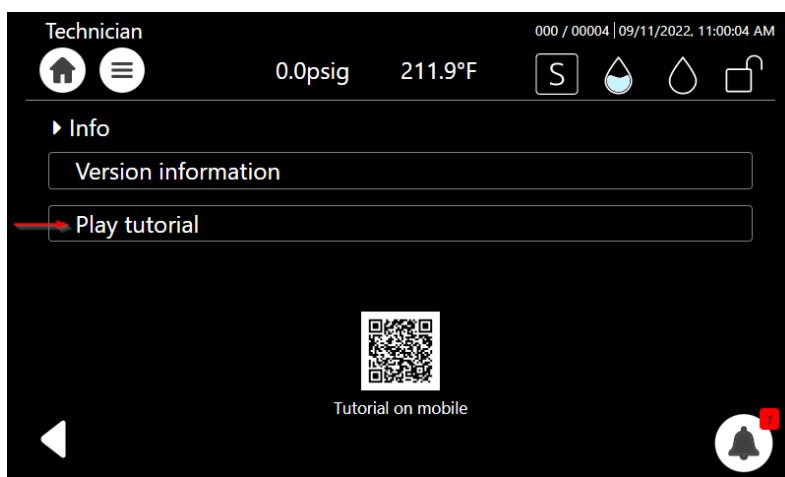 Technician
000 / 00004 | 09/11/2022, 11:00:04 AM
0.0psig 211.9°F S
Info
Version information
Play tutorial
Tutorial on mobile
1